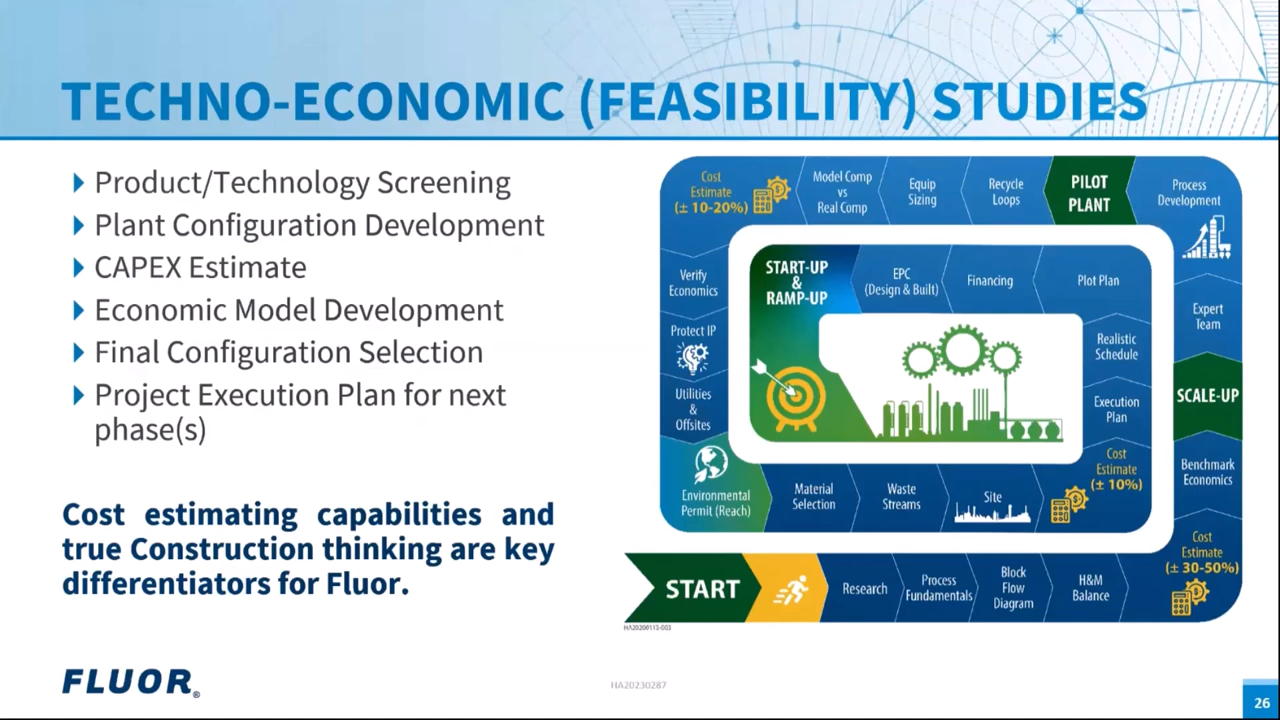 TECHNO-ECONOMIC (FEASIBILITY) STUDIES
Product/Technology Screening
Plant Configuration Development
CAPEX Estimate
Economic Model Development
Final Configuration Selection
Project Execution Plan for next
phase(s)
Cost estimating capabilities and
true Construction thinking are key
differentiators for Fluor.
START
Research
Process
Fundamentals
Block
Flow
Diagram
H&M
Balance
Cost
Estimate
(± 30-50%)
Benchmark
Economics
SCALE-UP
Expert
Team
Process
Development
PILOT
PLANT
Recycle
Loops
Equip
Sizing
Model Comp
vs
Real Comp
Cost
Estimate
(± 10-20%)
Verify
Economics
Protect IP
Utilities
&
Offsites
Environmental
Permit (Reach)
Material
Selection
Waste
Streams
Site
Cost
Estimate
(± 10%)
Execution
Plan
Realistic
Schedule
Plot Plan
Financing
EPC
(Design & Built)
START-UP
&
RAMP-UP
HA20200113-003
FLUOR®
HA20230287
26